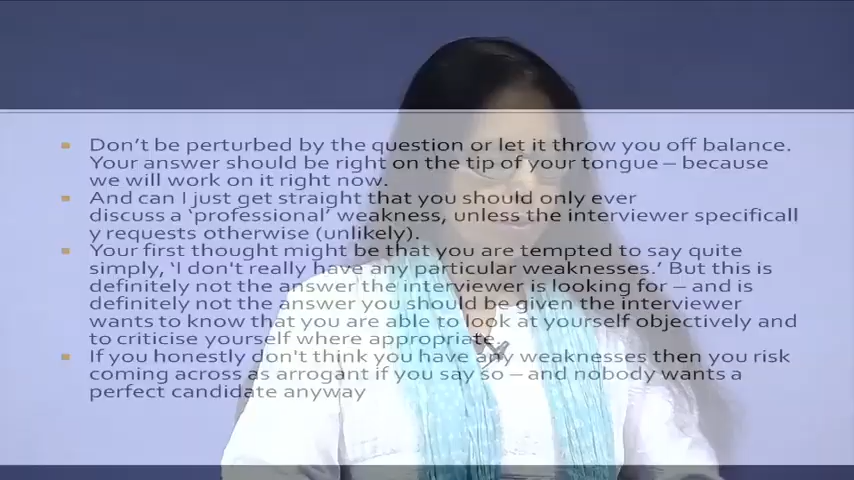 Don't be perturbed by the question or let it throw you off balance.
Your answer should be right on the tip of your tongue – because
we will work on it right now.
And can I just get straight that you should only ever
discuss a 'professional' weakness, unless the interviewer specificall
y requests otherwise (unlikely).
Your first thought might be that you are tempted to say quite
simply, 'I don't really have any particular weaknesses.' But this is
definitely not the answer the interviewer is looking for – and is
definitely not the answer you should be given the interviewer
wants to know that you are able to look at yourself objectively and
to criticise yourself where appropriate.
If you honestly don't think you have any weaknesses then you risk
coming across as arrogant if you say so – and nobody wants a
perfect candidate anyway